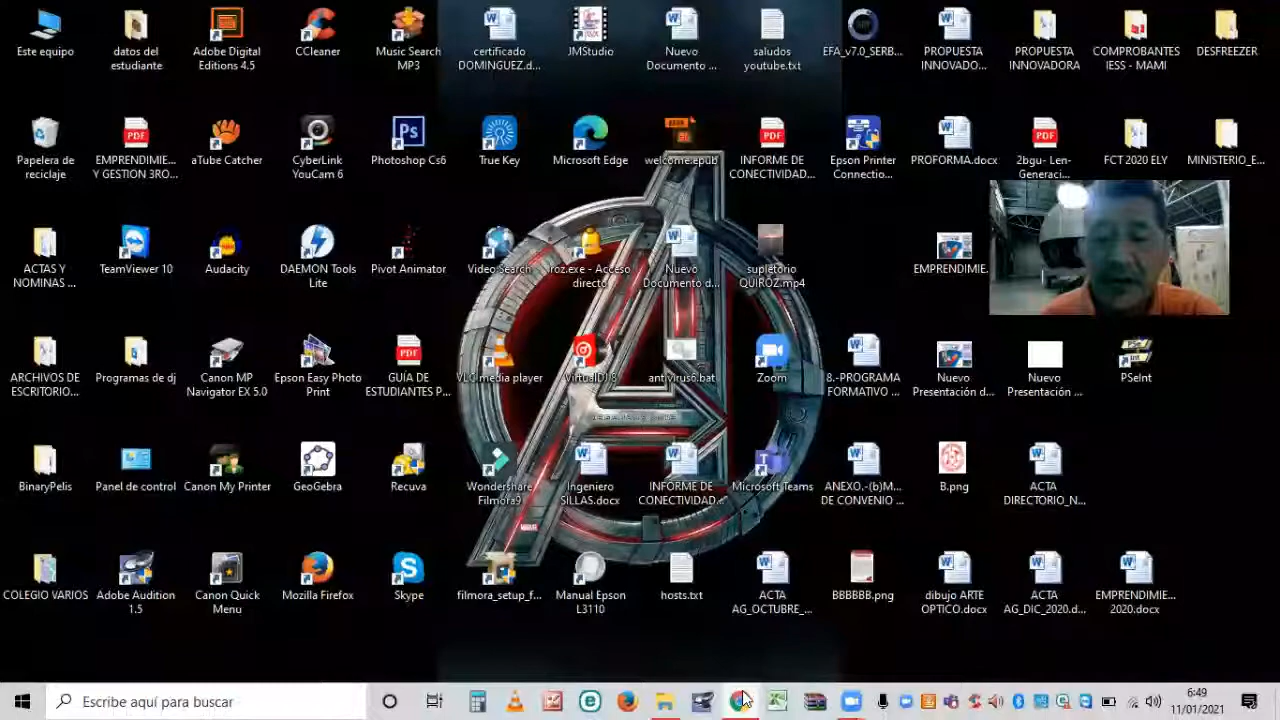 Este equipo
datos del
estudiante
Adobe Digital
Editions 4.5
CCleaner
Music Search
MP3
certificado
DOMINGUEZ.d...
JMStudio
Nuevo
Documento ...
saludos
youtube.txt
EFA_v7.0_SERB...
PROPUESTA
INNOVADO...
PROPUESTA
INNOVADORA
COMPROBANTES
IESS - MAMI
DESFREEZER
Papelera de
reciclaje
EMPRENDIMIE...
Y GESTION 3RO...
aTube Catcher
CyberLink
YouCam 6
Photoshop Cs6
True Key
Microsoft Edge
welcome.epub
INFORME DE
CONECTIVIDAD...
Epson Printer
Connectio...
PROFORMA.docx
2bgu- Len-
Generaci...
FCT 2020 ELY
MINISTERIO_E...
ACTAS Y
NOMINAS ...
TeamViewer 10
Audacity
DAEMON Tools
Lite
Pivot Animator
Video Search
roz.exe - Acceso
directo
Nuevo
Documento d...
supletorio
QUIROZ.mp4
EMPRENDIMIE.
ARCHIVOS DE
ESCRITORIO...
Programas de dj
Canon MP
Navigator EX 5.0
Epson Easy Photo
Print
GUIA DE
ESTUDIANTES P...
VLC media player
VirtualDJ 8
antivirus6.bat
Zoom
8.-PROGRAMA
FORMATIVO ...
Nuevo
Presentación d...
Nuevo
Presentación ...
PSeInt
BinaryPelis
Panel de control
Canon My Printer
GeoGebra
Recuva
Wondershare
Filmora9
Ingeniero
SILLAS.docx
INFORME DE
CONECTIVIDAD...
Microsoft Teams
ANEXO.-(b)M...
DE CONVENIO ...
B.png
ACTA
DIRECTORIO_N...
MARVEL
COLEGIO VARIOS
Adobe Audition
1.5
Canon Quick
Menu
Mozilla Firefox
Skype
filmora_setup_f...
Manual Epson
L3110
hosts.txt
ACTA
AG_OCTUBRE_...
BBBBBB.png
dibujo ARTE
OPTICO.docx
ACTA
AG_DIC_2020.d...
EMPRENDIMIE...
2020.docx
Escribe aquí para buscar
6:49
11/01/2021